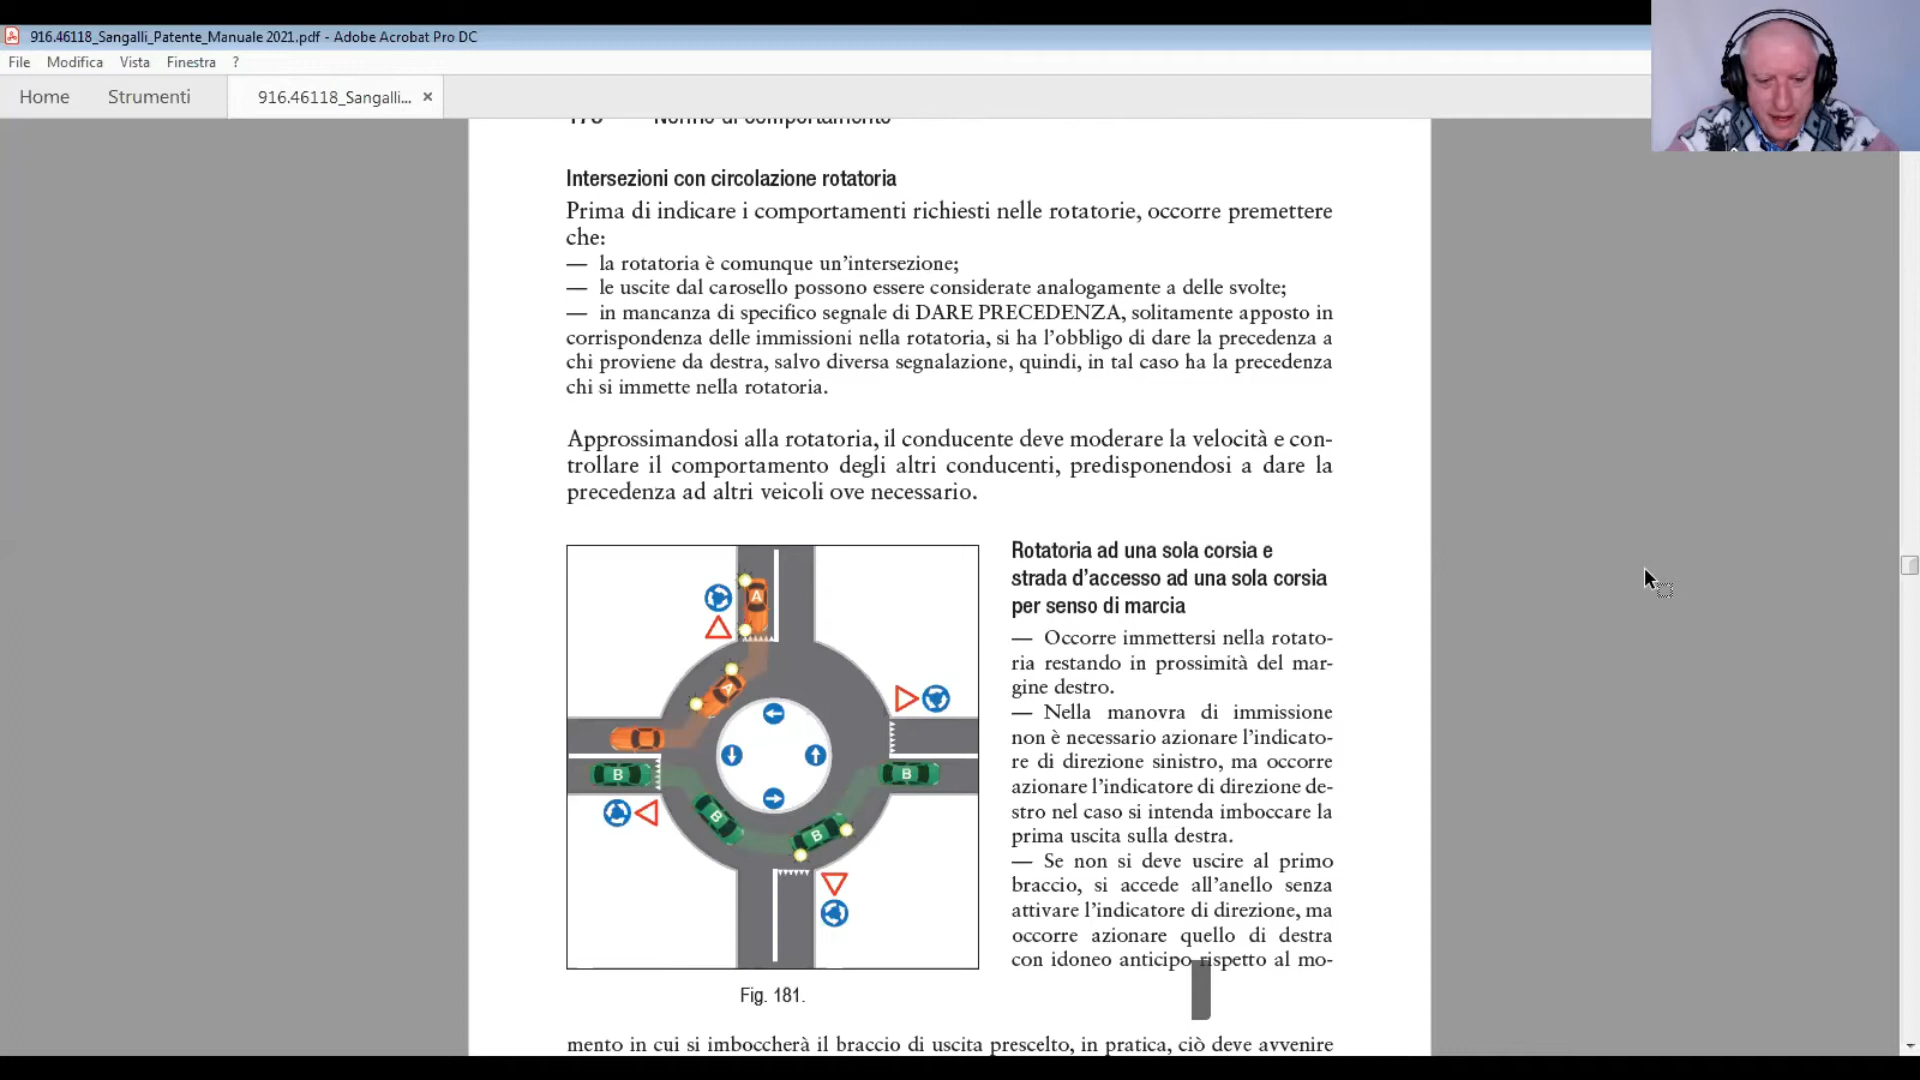 916.46118_Sangalli_Patente_Manuale 2021.pdf - Adobe Acrobat Pro DC
File Modifica Vista Finestra ?
Home Strumenti 916.46118_Sangalli... ×
Norme di comportamento
Intersezioni con circolazione rotatoria
Prima di indicare i comportamenti richiesti nelle rotatorie, occorre premettere
che:
— la rotatoria è comunque un'intersezione;
— le uscite dal carosello possono essere considerate analogamente a delle svolte;
— in mancanza di specifico segnale di DARE PRECEDENZA, solitamente apposto in
corrispondenza delle immissioni nella rotatoria, si ha l'obbligo di dare la precedenza a
chi proviene da destra, salvo diversa segnalazione, quindi, in tal caso ha la precedenza
chi si immette nella rotatoria.
Approssimandosi alla rotatoria, il conducente deve moderare la velocità e con-
trollare il comportamento degli altri conducenti, predisponendosi a dare la
precedenza ad altri veicoli ove necessario.
A
A
B
B
B
B
Fig. 181.
Rotatoria ad una sola corsia e
strada d'accesso ad una sola corsia
per senso di marcia
— Occorre immettersi nella rotato-
ria restando in prossimità del mar-
gine destro.
— Nella manovra di immissione
non è necessario azionare l'indicato-
re di direzione sinistro, ma occorre
azionare l'indicatore di direzione de-
stro nel caso si intenda imboccare la
prima uscita sulla destra.
— Se non si deve uscire al primo
braccio, si accede all'anello senza
attivare l'indicatore di direzione, ma
occorre azionare quello di destra
con idoneo anticipo rispetto al mo-
mento in cui si imboccherà il braccio di uscita prescelto, in pratica, ciò deve avvenire